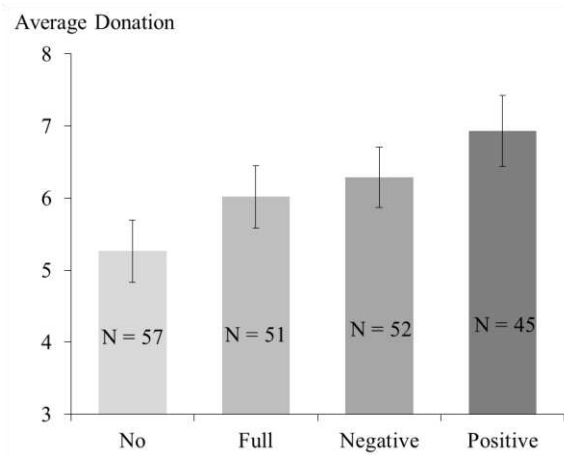 Average Donation
8
7
6
5
4
3
N = 57
N = 51
N = 52
N = 45
No Full Negative Positive